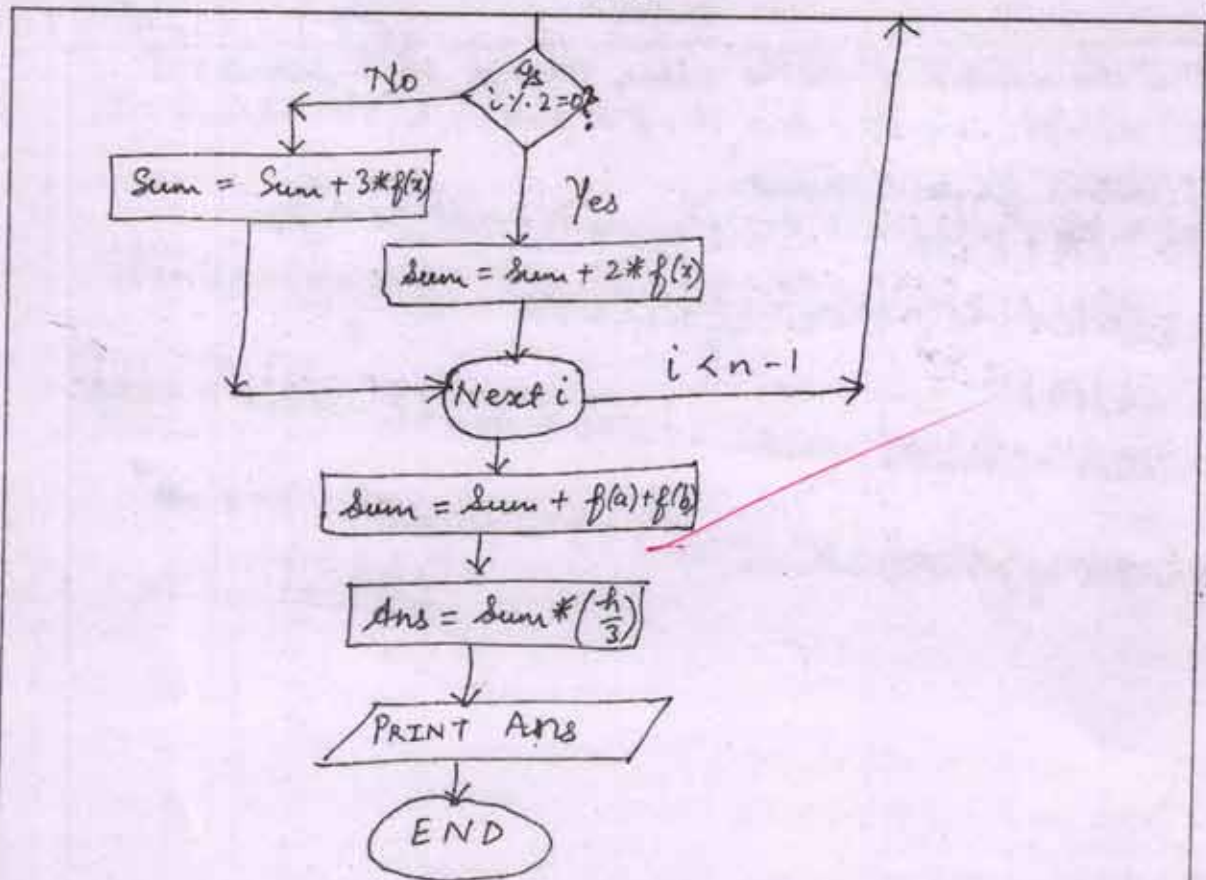 Is
i%2=0?
No
Sum = Sum + 3*f(x)
Yes
Sum = Sum + 2*f(x)
Next i
i < n-1
Sum = Sum + f(a)+f(b)
Ans = Sum*(h/3)
PRINT Ans
END